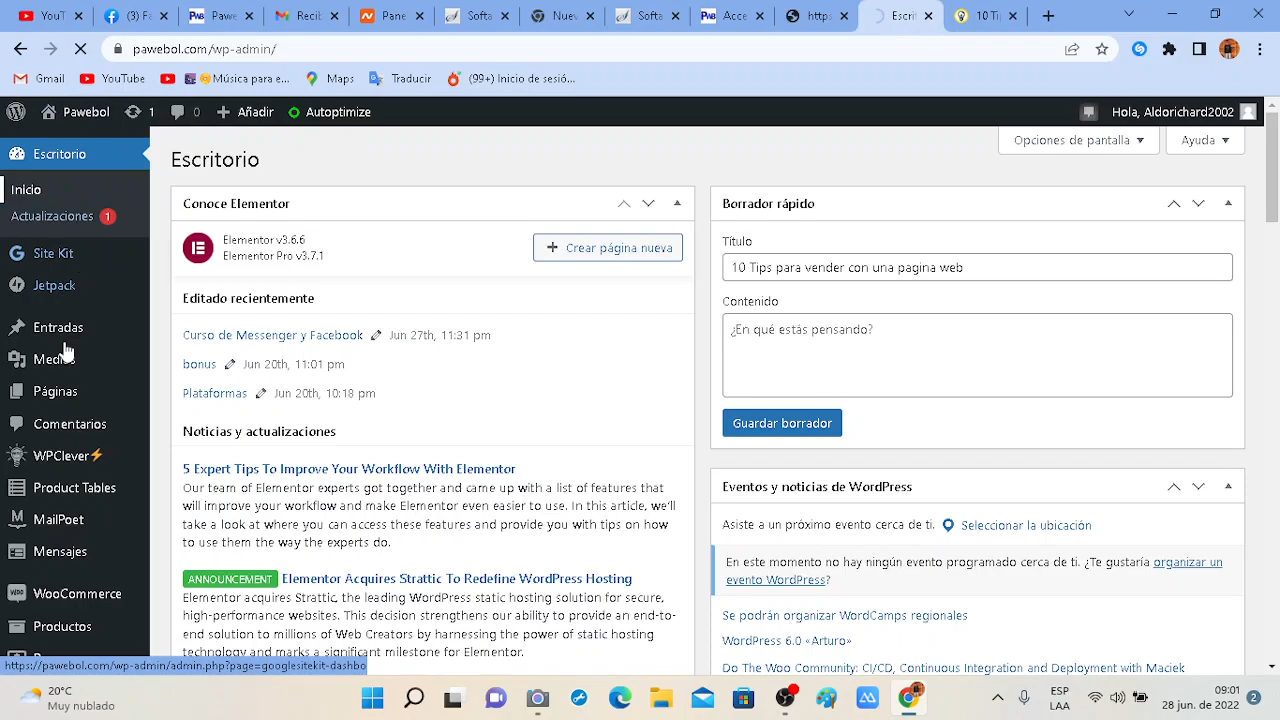 YouT
(3) F
Pawe
Recib
Pane
Softa
Nuev
Softa
Pawe
https
Escri
10 Ti
pawebol.com/wp-admin/
Gmail
YouTube
Música para e...
Maps
Traducir
(99+) Inicio de sesió...
Pawebol
1
0
Añadir
Autoptimize
Hola, Aldorichard2002
Escritorio
Inicio
Actualizaciones 1
Site Kit
Jetpack
Entradas
Páginas
Comentarios
WPClever
Product Tables
MailPoet
Mensajes
WooCommerce
Productos
https://pawebol.com/wp-admin/admin.php?page=googlesitekit-dashbo
Opciones de pantalla
Ayuda
Escritorio
Conoce Elementor
Elementor v3.6.6
Elementor Pro v3.7.1
Crear página nueva
Editado recientemente
Curso de Messenger y Facebook Jun 27th, 11:31 pm
bonus Jun 20th, 11:01 pm
Plataformas Jun 20th, 10:18 pm
Noticias y actualizaciones
5 Expert Tips To Improve Your Workflow With Elementor
Our team of Elementor experts got together and came up with a list of features that
will improve your workflow and make Elementor even easier to use. In this article, we'll
take a look at where you can access these features and provide you with tips on how
to use them the way the experts do.
ANNOUNCEMENT Elementor Acquires Strattic To Redefine WordPress Hosting
Elementor acquires Strattic, the leading WordPress static hosting solution for secure,
high-performance websites. This decision strengthens our ability to provide an end-to-
end solution to millions of Web Creators by harnessing the power of static hosting
technology and marks a significant milestone for Elementor.
Borrador rápido
Título
10 Tips para vender con una pagina web
Contenido
¿En qué estás pensando?
Guardar borrador
Eventos y noticias de WordPress
Asiste a un próximo evento cerca de ti. Seleccionar la ubicación
En este momento no hay ningún evento programado cerca de ti. ¿Te gustaría organizar un
evento WordPress?
Se podrán organizar WordCamps regionales
WordPress 6.0 «Arturo»
Do The Woo Community: CI/CD, Continuous Integration and Deployment with Maciek
20°C
Muy nublado
ESP
LAA
09:01
28 jun. de 2022
2